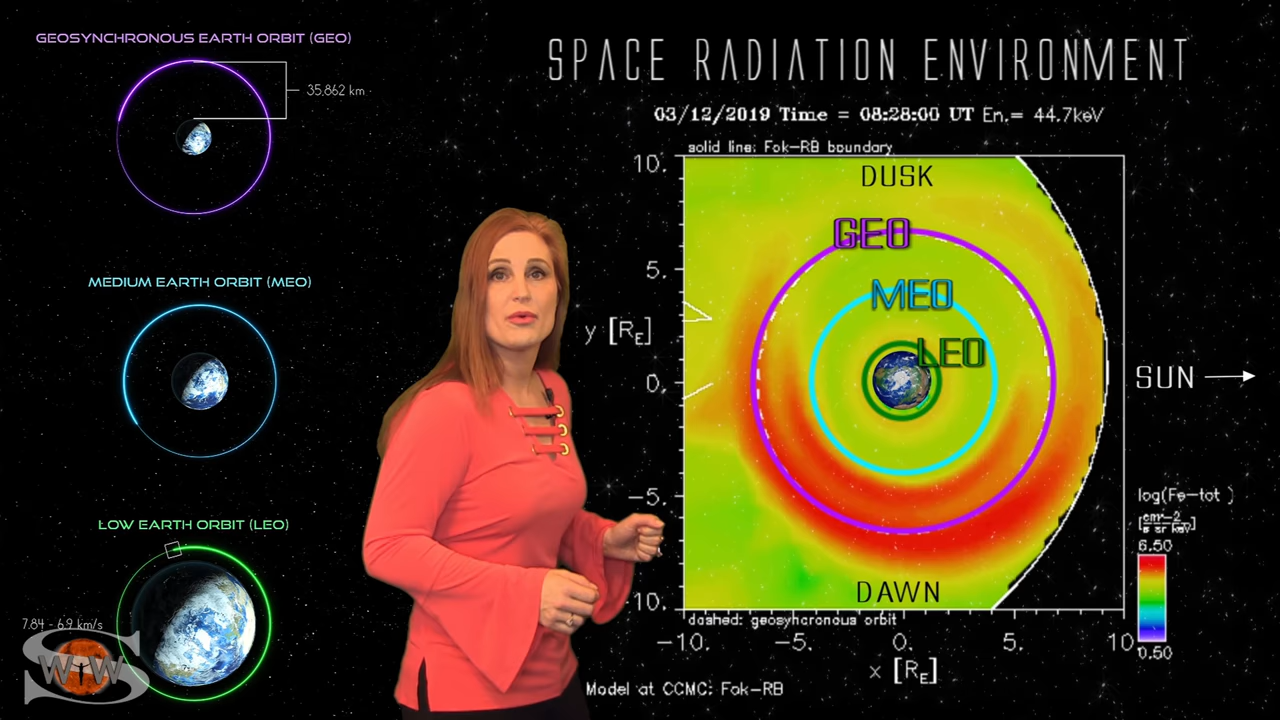 GEOSYNCHRONOUS EARTH ORBIT (GEO)
35,862 km
MEDIUM EARTH ORBIT (MEO)
LOW EARTH ORBIT (LEO)
7.84 - 6.9 km/s
SWTW
SPACE RADIATION ENVIRONMENT
03/12/2019 Time = 08:28:00 UT En.= 44.7keV
solid line: Fok-RB boundary
10.
5.
y [RE]
0.
-5.
-10.
DUSK
GEO
MEO
LEO
DAWN
SUN
dashed: geosynchronous orbit
-10. -5. 0. 5. 10.
x [RE]
log(Fe-tot )
6.50
0.50
Model at CCMC: Fok-RB